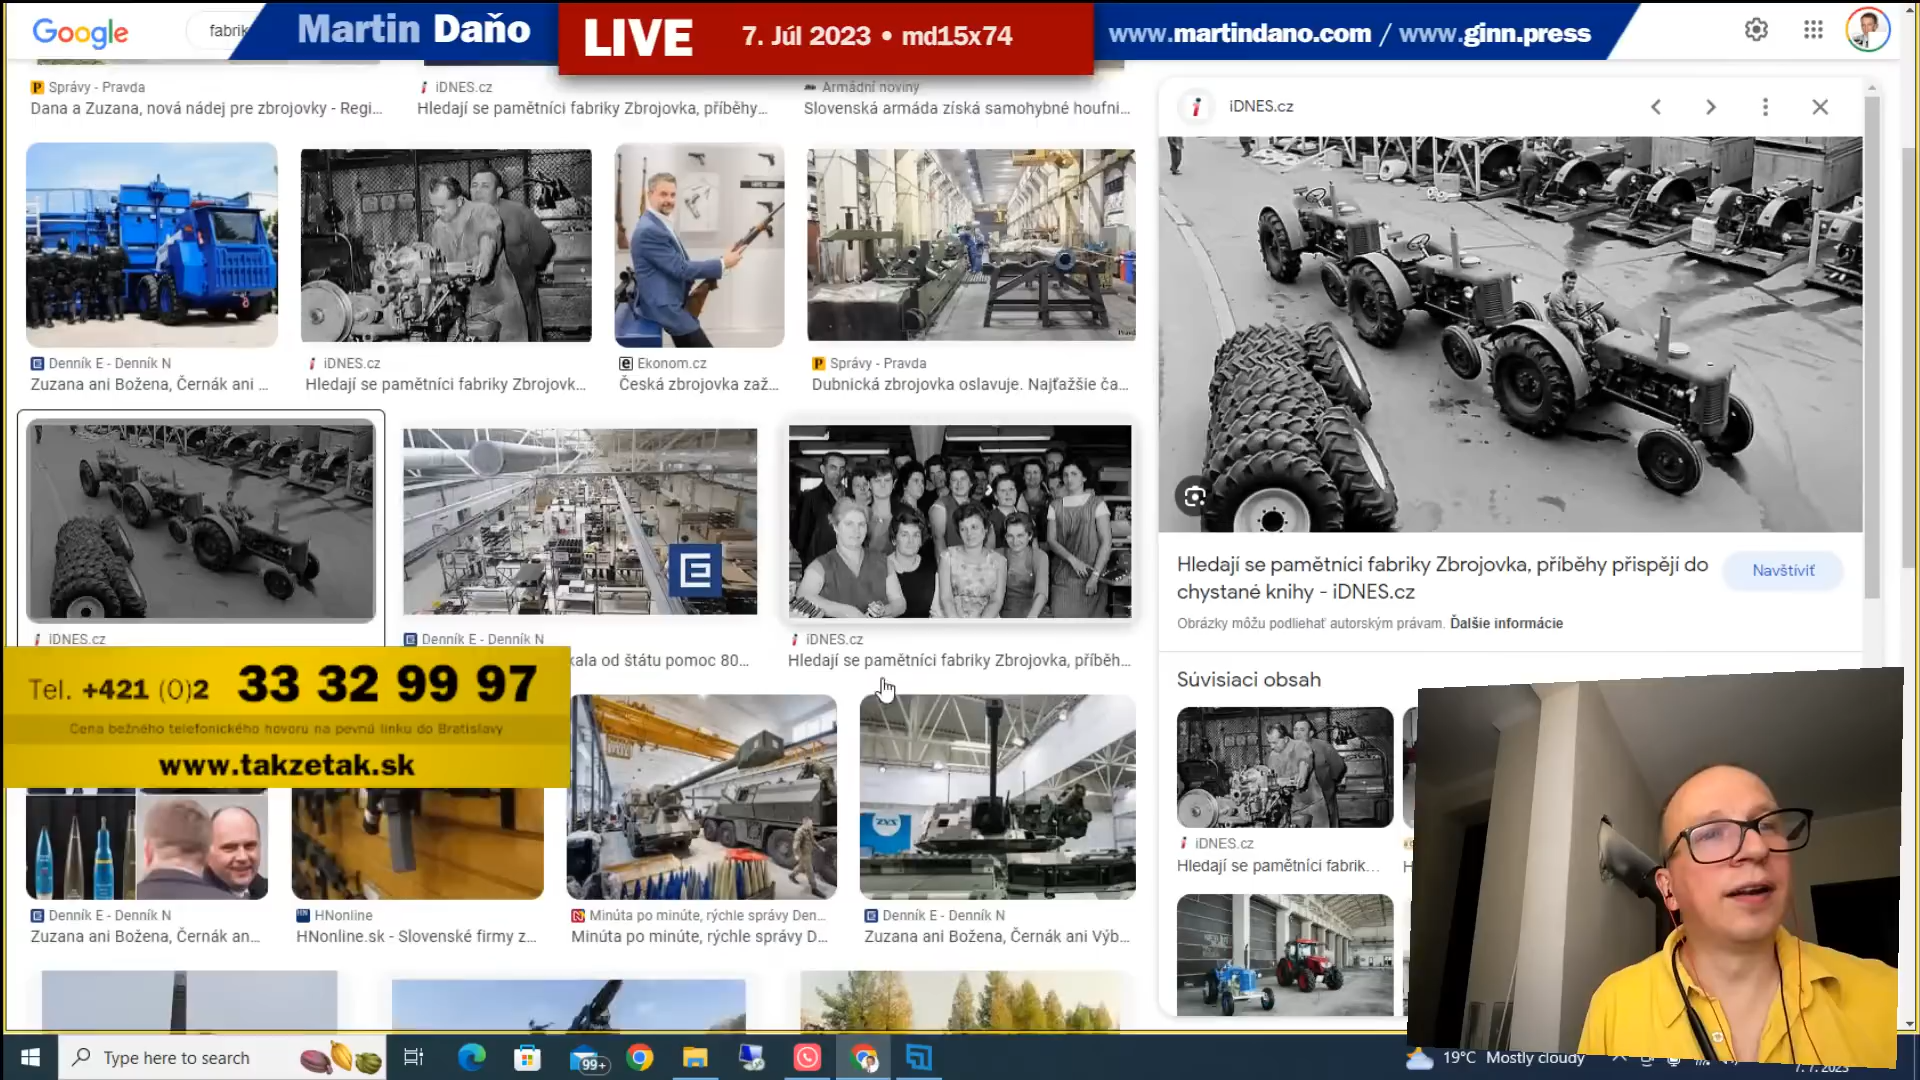 Google
fabrik
Martin Daňo
LIVE
7. Júl 2023 • md15x74
www.martindano.com / www.ginn.press
Správy - Pravda
Dana a Zuzana, nová nádej pre zbrojovky - Regi...
iDNES.cz
Hledají se pamětníci fabriky Zbrojovka, příběhy...
Armádní noviny
Slovenská armáda získá samohybné houfni...
Denník E - Denník N
Zuzana ani Božena, Černák ani ...
iDNES.cz
Hledají se pamětníci fabriky Zbrojovk...
Ekonom.cz
Česká zbrojovka zaž...
Správy - Pravda
Dubnická zbrojovka oslavuje. Najťažšie ča...
iDNES.cz
Denník E - Denník N
kala od štátu pomoc 80...
iDNES.cz
Hledají se pamětníci fabriky Zbrojovka, příběh...
Tel. +421 (0)2 33 32 99 97
Cena bežného telefonického hovoru na pevnú linku do Bratislavy
www.takzetak.sk
ZVS
Denník E - Denník N
Zuzana ani Božena, Černák an...
HNonline
HNonline.sk - Slovenské firmy z...
Minúta po minúte, rýchle správy Den...
Minúta po minúte, rýchle správy D...
Denník E - Denník N
Zuzana ani Božena, Černák ani Výb...
iDNES.cz
Hledají se pamětníci fabriky Zbrojovka, příběhy přispějí do
chystané knihy - iDNES.cz
Navštíviť
Obrázky môžu podliehať autorským právam. Ďalšie informácie
Súvisiaci obsah
iDNES.cz
Hledají se pamětníci fabrik...
Type here to search
99+
19°C Mostly cloudy
7. 7. 2023